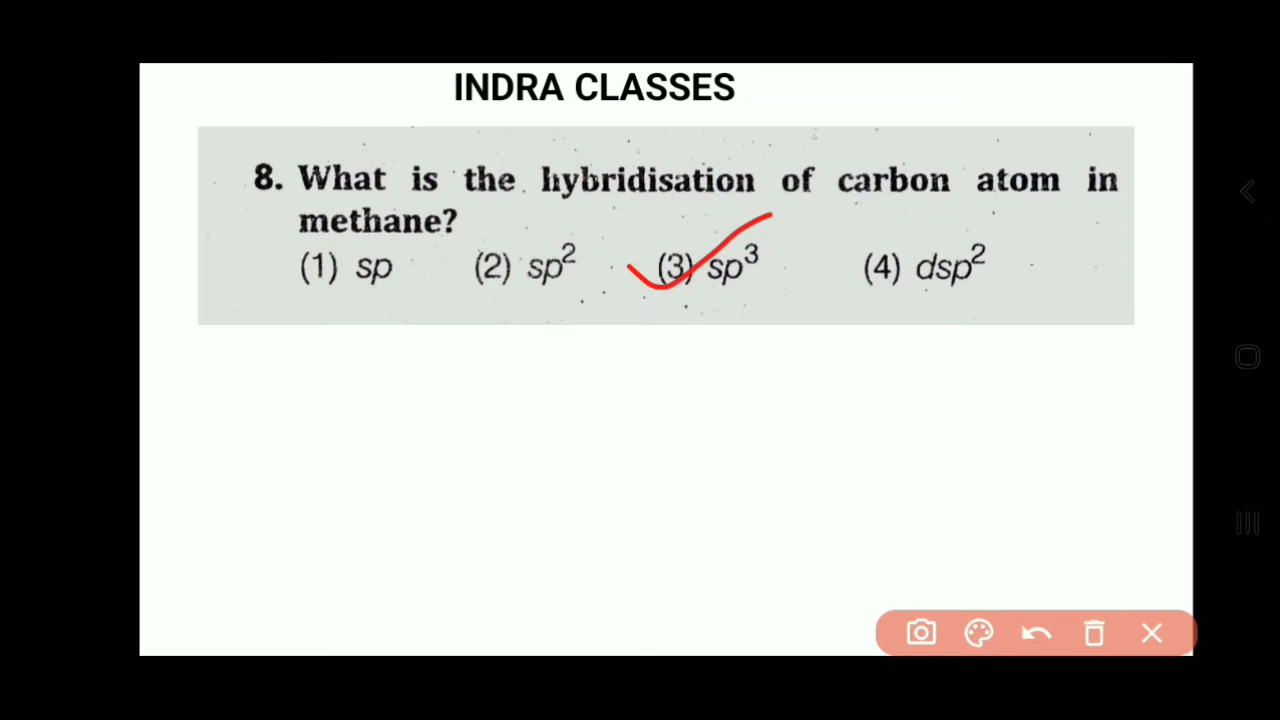 INDRA CLASSES
8. What is the hybridisation of carbon atom in
methane?
(1) sp (2) sp² (3) sp³ (4) dsp²